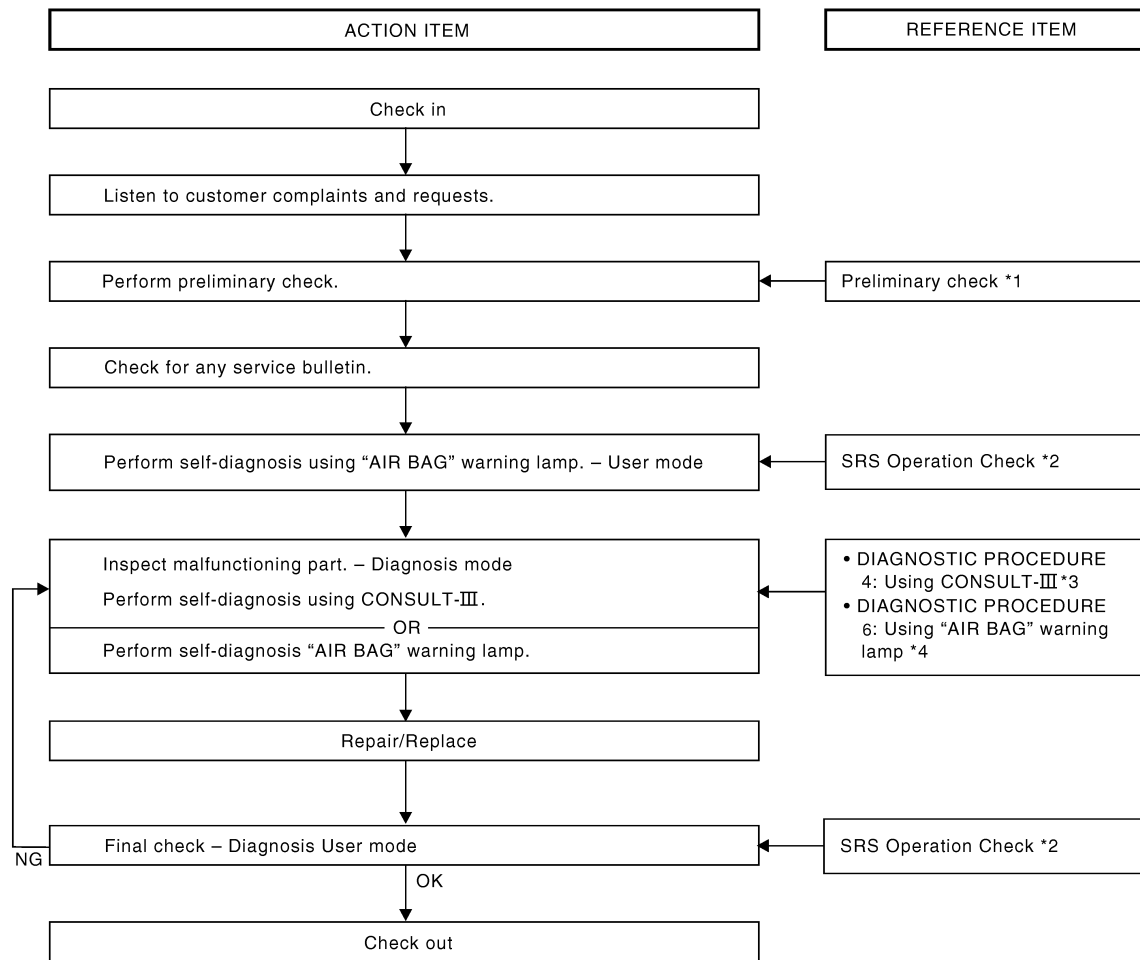 ACTION ITEM
REFERENCE ITEM
Check in
Listen to customer complaints and requests.
Perform preliminary check.
Preliminary check *1
Check for any service bulletin.
Perform self-diagnosis using “AIR BAG” warning lamp. – User mode
SRS Operation Check *2
Inspect malfunctioning part. – Diagnosis mode
Perform self-diagnosis using CONSULT-III.
OR
Perform self-diagnosis “AIR BAG” warning lamp.
• DIAGNOSTIC PROCEDURE
4: Using CONSULT-III *3
• DIAGNOSTIC PROCEDURE
6: Using “AIR BAG” warning
lamp *4
Repair/Replace
Final check – Diagnosis User mode
SRS Operation Check *2
NG
OK
Check out